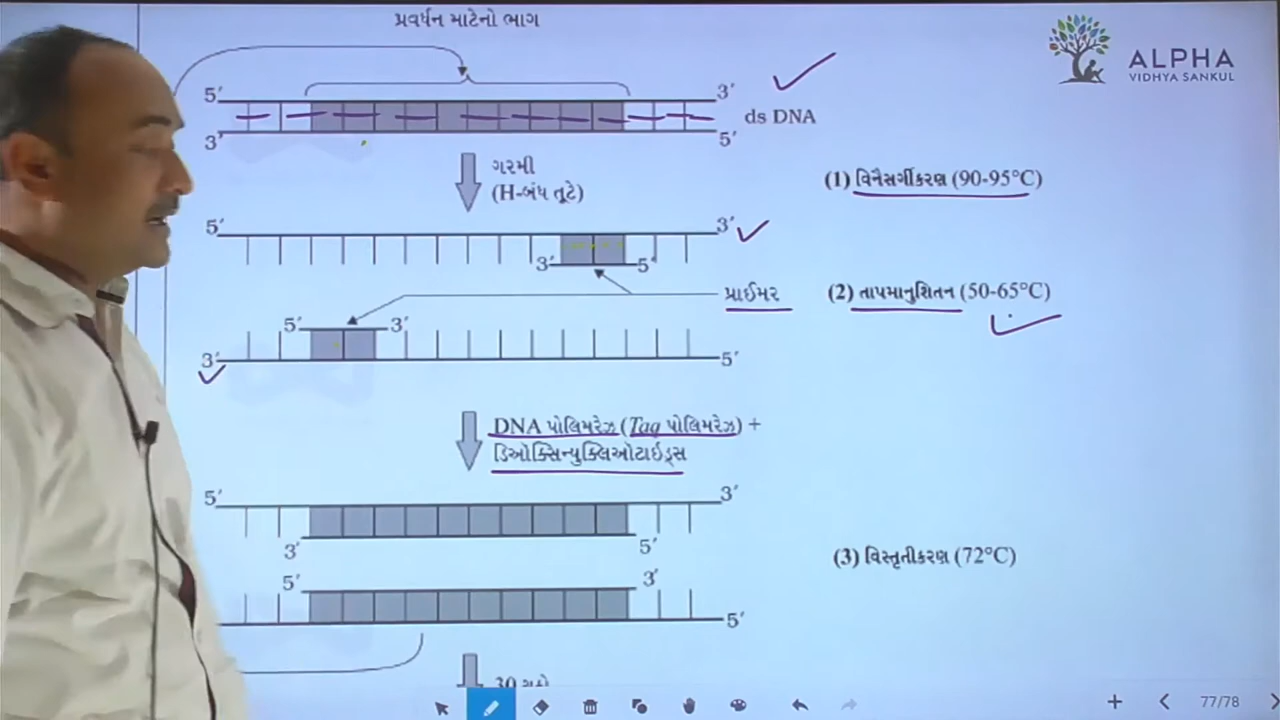 પ્રવર્ધન માટેનો ભાગ
ALPHA
VIDHYA SANKUL
5′ 3′
ds DNA
3′ 5′
ગરમી
(H-બંધ તૂટે)
(1) વિનૈસર્ગીકરણ (90-95°C)
5′ 3′
3′ 5′
પ્રાઈમર
(2) તાપમાનુશિતન (50-65°C)
5′ 3′
3′ 5′
DNA પોલિમરેઝ (Taq પોલિમરેઝ) +
ડિઓક્સિન્યુક્લિઓટાઇડ્સ
5′ 3′
3′ 5′
(3) વિસ્તૃતીકરણ (72°C)
5′ 3′
5′
30
77/78